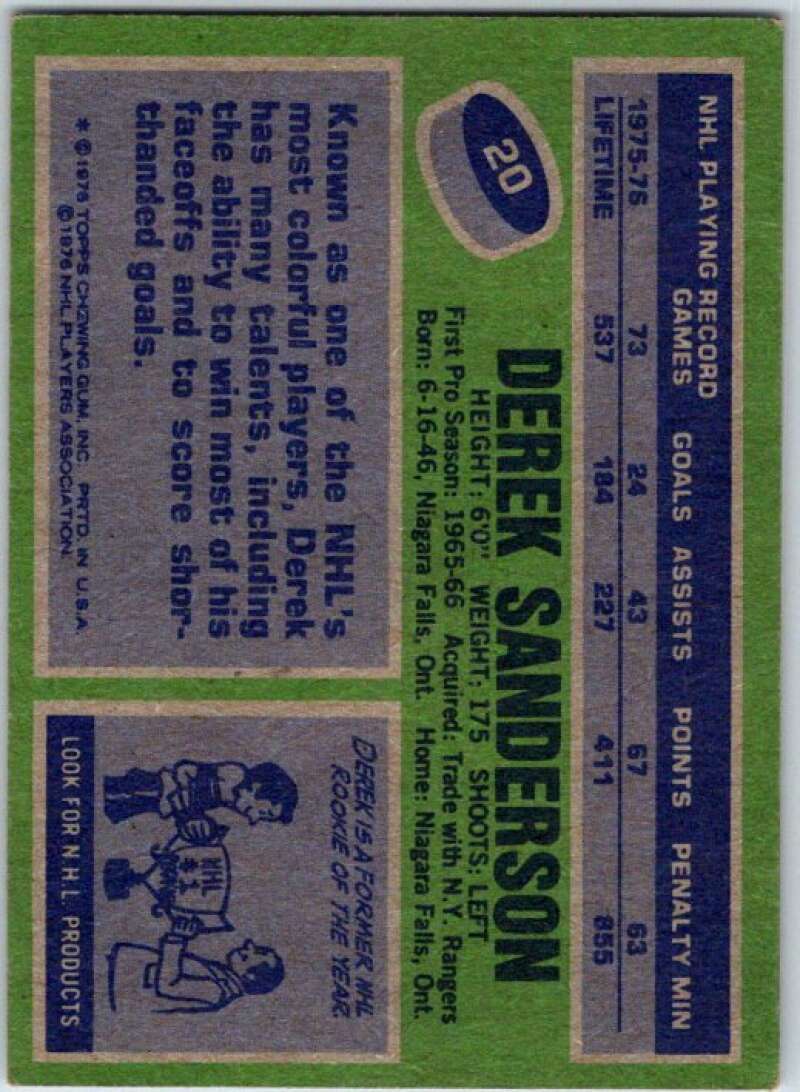 NHL PLAYING RECORD
GAMES GOALS ASSISTS POINTS PENALTY MIN
1975-76 73 24 43 67 63
LIFETIME 537 184 227 411 855
20
DEREK SANDERSON
HEIGHT: 6'0" WEIGHT: 175 SHOOTS: LEFT
First Pro Season: 1965-66 Acquired: Trade with N.Y. Rangers
Born: 6-16-46, Niagara Falls, Ont. Home: Niagara Falls, Ont.
Known as one of the NHL's
most colorful players, Derek
has many talents, including
the ability to win most of his
faceoffs and to score shor-
thanded goals.
* © 1976 TOPPS CHEWING GUM, INC. PRTD. IN U.S.A.
© 1976 NHL PLAYERS ASSOCIATION.
DEREK IS A FORMER NHL
ROOKIE OF THE YEAR.
NHL
#1
LOOK FOR N.H.L. PRODUCTS